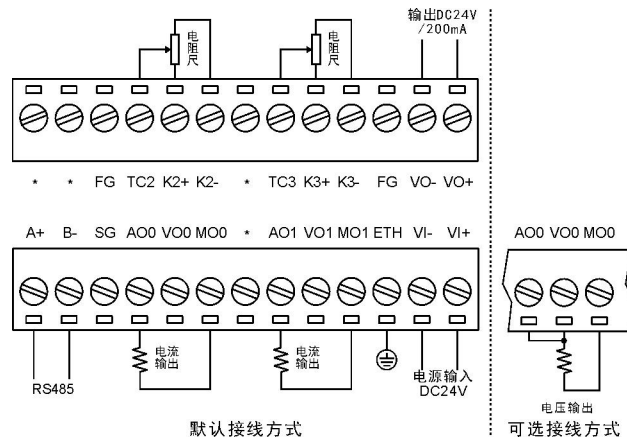 输出DC24V
/200mA
电阻尺
电阻尺
* * FG TC2 K2+ K2- * TC3 K3+ K3- FG VO- VO+
A+ B- SG AO0 VO0 MO0 * AO1 VO1 MO1 ETH VI- VI+
AO0 VO0 MO0
RS485
电流
输出
电流
输出
电源输入
DC24V
电压输出
默认接线方式
可选接线方式